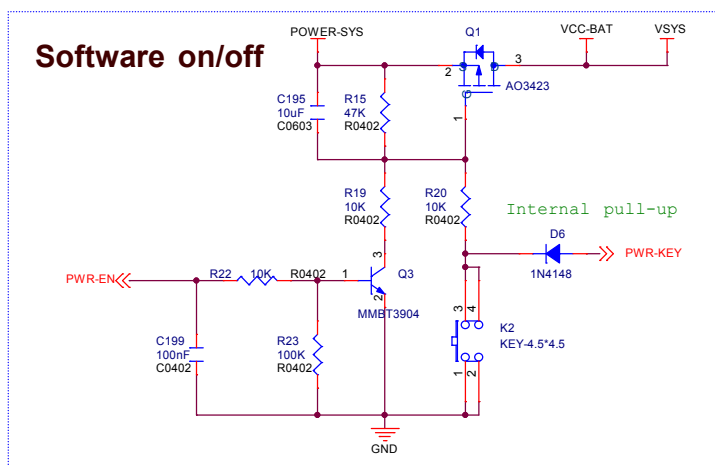 POWER-SYS
Q1
VCC-BAT
VSYS
Software on/off
2
3
AO3423
1
C195
10uF
C0603
R15
47K
R0402
R19
10K
R0402
R20
10K
R0402
Internal pull-up
D6
PWR-KEY
1N4148
PWR-EN
R22
10K
R0402
1
3
Q3
2
MMBT3904
3
4
K2
KEY-4.5*4.5
1
2
C199
100nF
C0402
R23
100K
R0402
GND